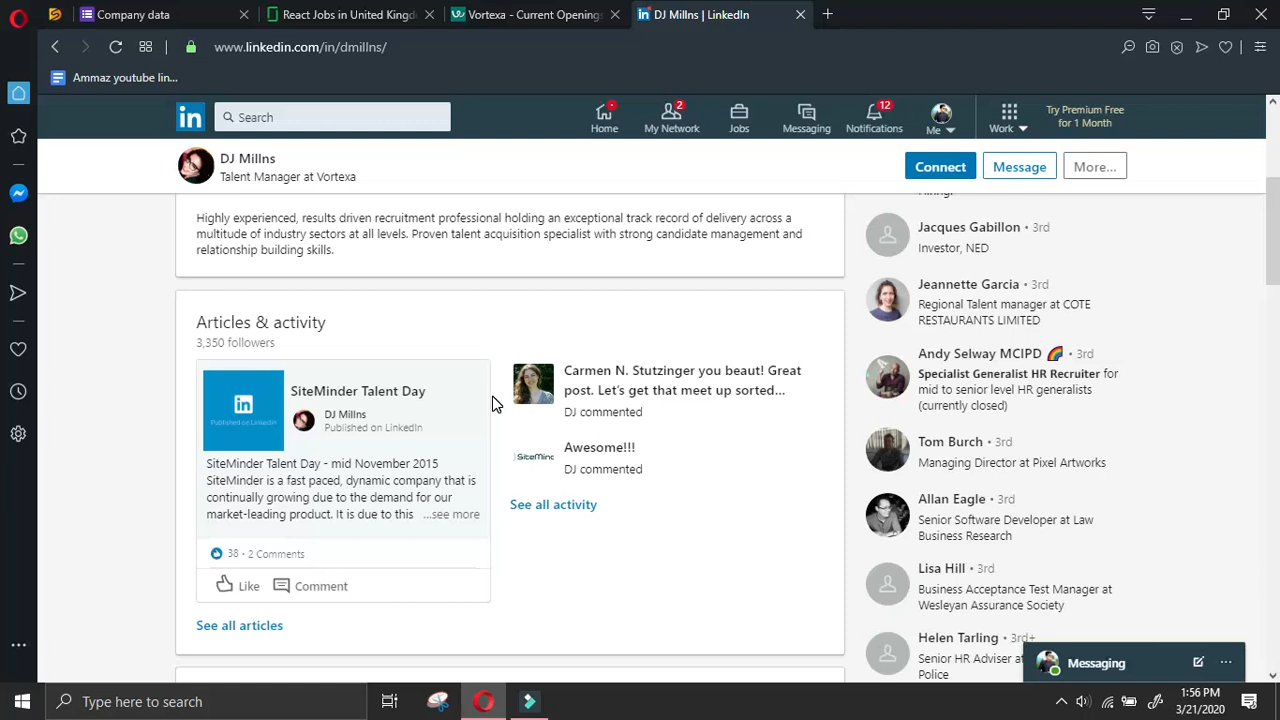 Company data
React Jobs in United Kingd
Vortexa - Current Openings
DJ Millns | LinkedIn
www.linkedin.com/in/dmillns/
Ammaz youtube lin...
in
Search
Home
2
My Network
Jobs
Messaging
12
Notifications
Me
Work
Try Premium Free
for 1 Month
DJ Millns
Talent Manager at Vortexa
Connect
Message
More...
Highly experienced, results driven recruitment professional holding an exceptional track record of delivery across a
multitude of industry sectors at all levels. Proven talent acquisition specialist with strong candidate management and
relationship building skills.
Articles & activity
3,350 followers
in
Published on LinkedIn
SiteMinder Talent Day
DJ Millns
Published on LinkedIn
SiteMinder Talent Day - mid November 2015
SiteMinder is a fast paced, dynamic company that is
continually growing due to the demand for our
market-leading product. It is due to this ...see more
38 • 2 Comments
Like
Comment
See all articles
Carmen N. Stutzinger you beaut! Great
post. Let's get that meet up sorted...
DJ commented
SiteMinc
Awesome!!!
DJ commented
See all activity
Jacques Gabillon • 3rd
Investor, NED
Jeannette Garcia • 3rd
Regional Talent manager at COTE
RESTAURANTS LIMITED
Andy Selway MCIPD 🌈 • 3rd
Specialist Generalist HR Recruiter for
mid to senior level HR generalists
(currently closed)
Tom Burch • 3rd
Managing Director at Pixel Artworks
Allan Eagle • 3rd
Senior Software Developer at Law
Business Research
Lisa Hill • 3rd
Business Acceptance Test Manager at
Wesleyan Assurance Society
Helen Tarling • 3rd+
Senior HR Adviser at
Police
Messaging
Type here to search
1:56 PM
3/21/2020